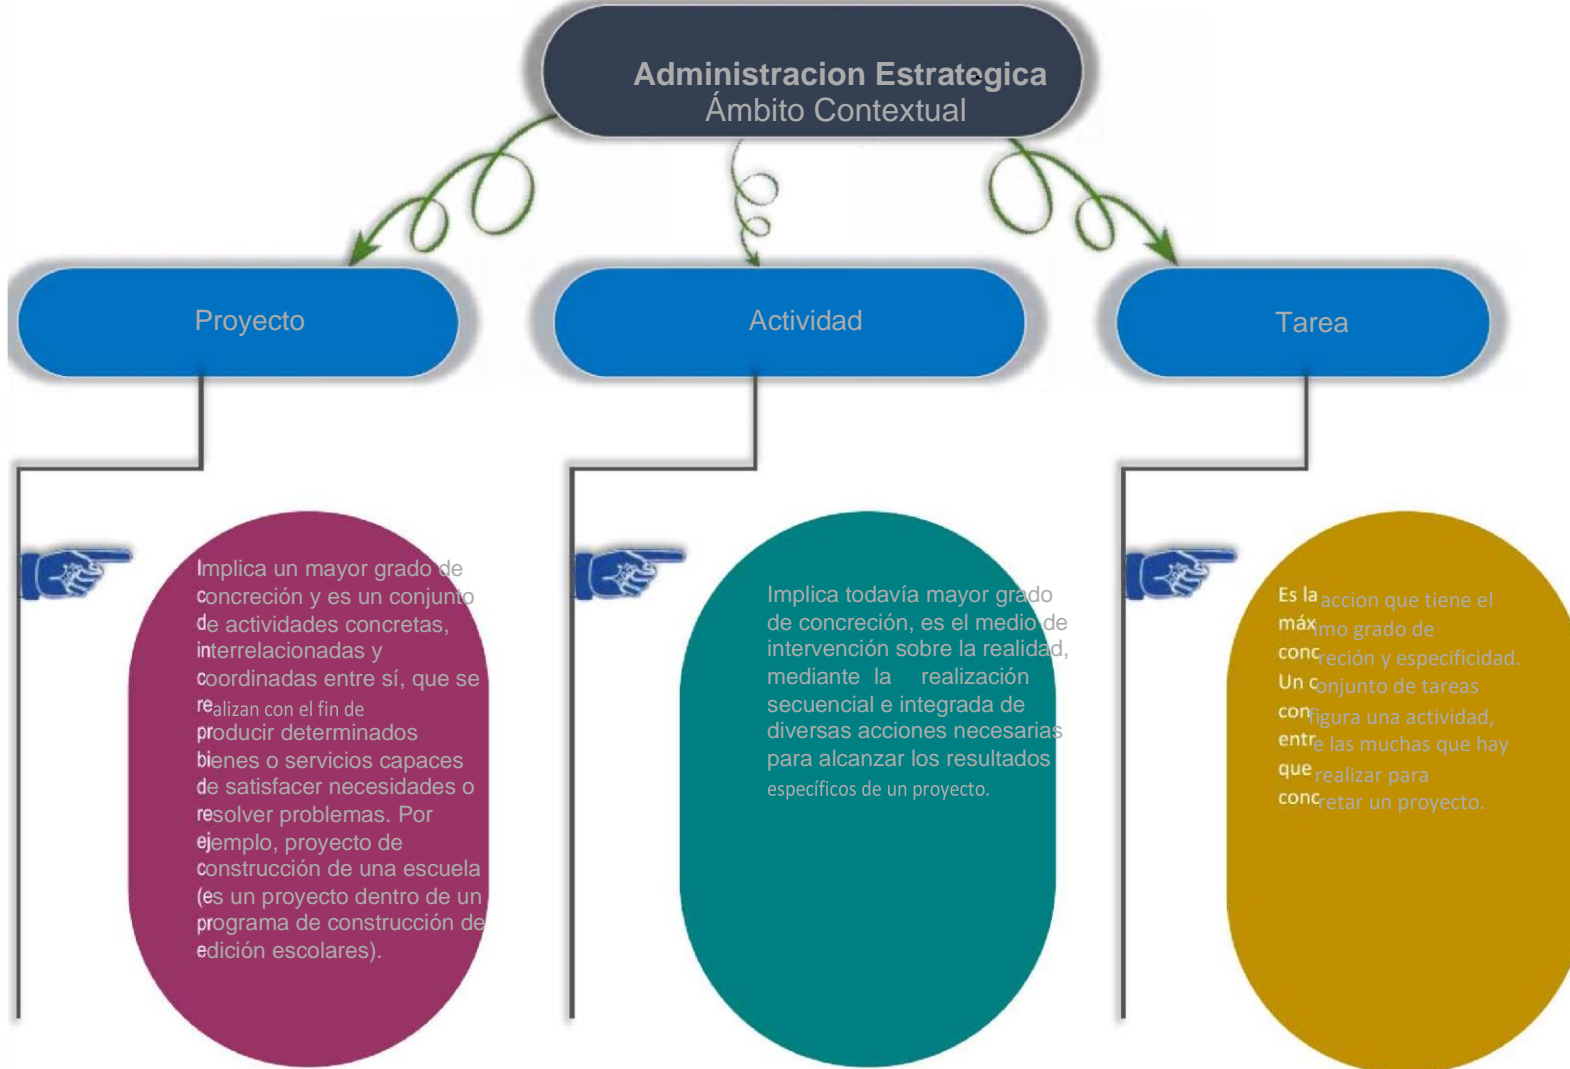 Administracion Estrategica
Ámbito Contextual
Proyecto
Actividad
Tarea
Implica un mayor grado de
concreción y es un conjunto
de actividades concretas,
interrelacionadas y
coordinadas entre sí, que se
realizan con el fin de
producir determinados
bienes o servicios capaces
de satisfacer necesidades o
resolver problemas. Por
ejemplo, proyecto de
construcción de una escuela
(es un proyecto dentro de un
programa de construcción de
edición escolares).
Implica todavía mayor grado
de concreción, es el medio de
intervención sobre la realidad,
mediante la realización
secuencial e integrada de
diversas acciones necesarias
para alcanzar los resultados
específicos de un proyecto.
Es la accion que tiene el
máximo grado de
concreción y especificidad.
Un conjunto de tareas
configura una actividad,
entre las muchas que hay
que realizar para
concretar un proyecto.